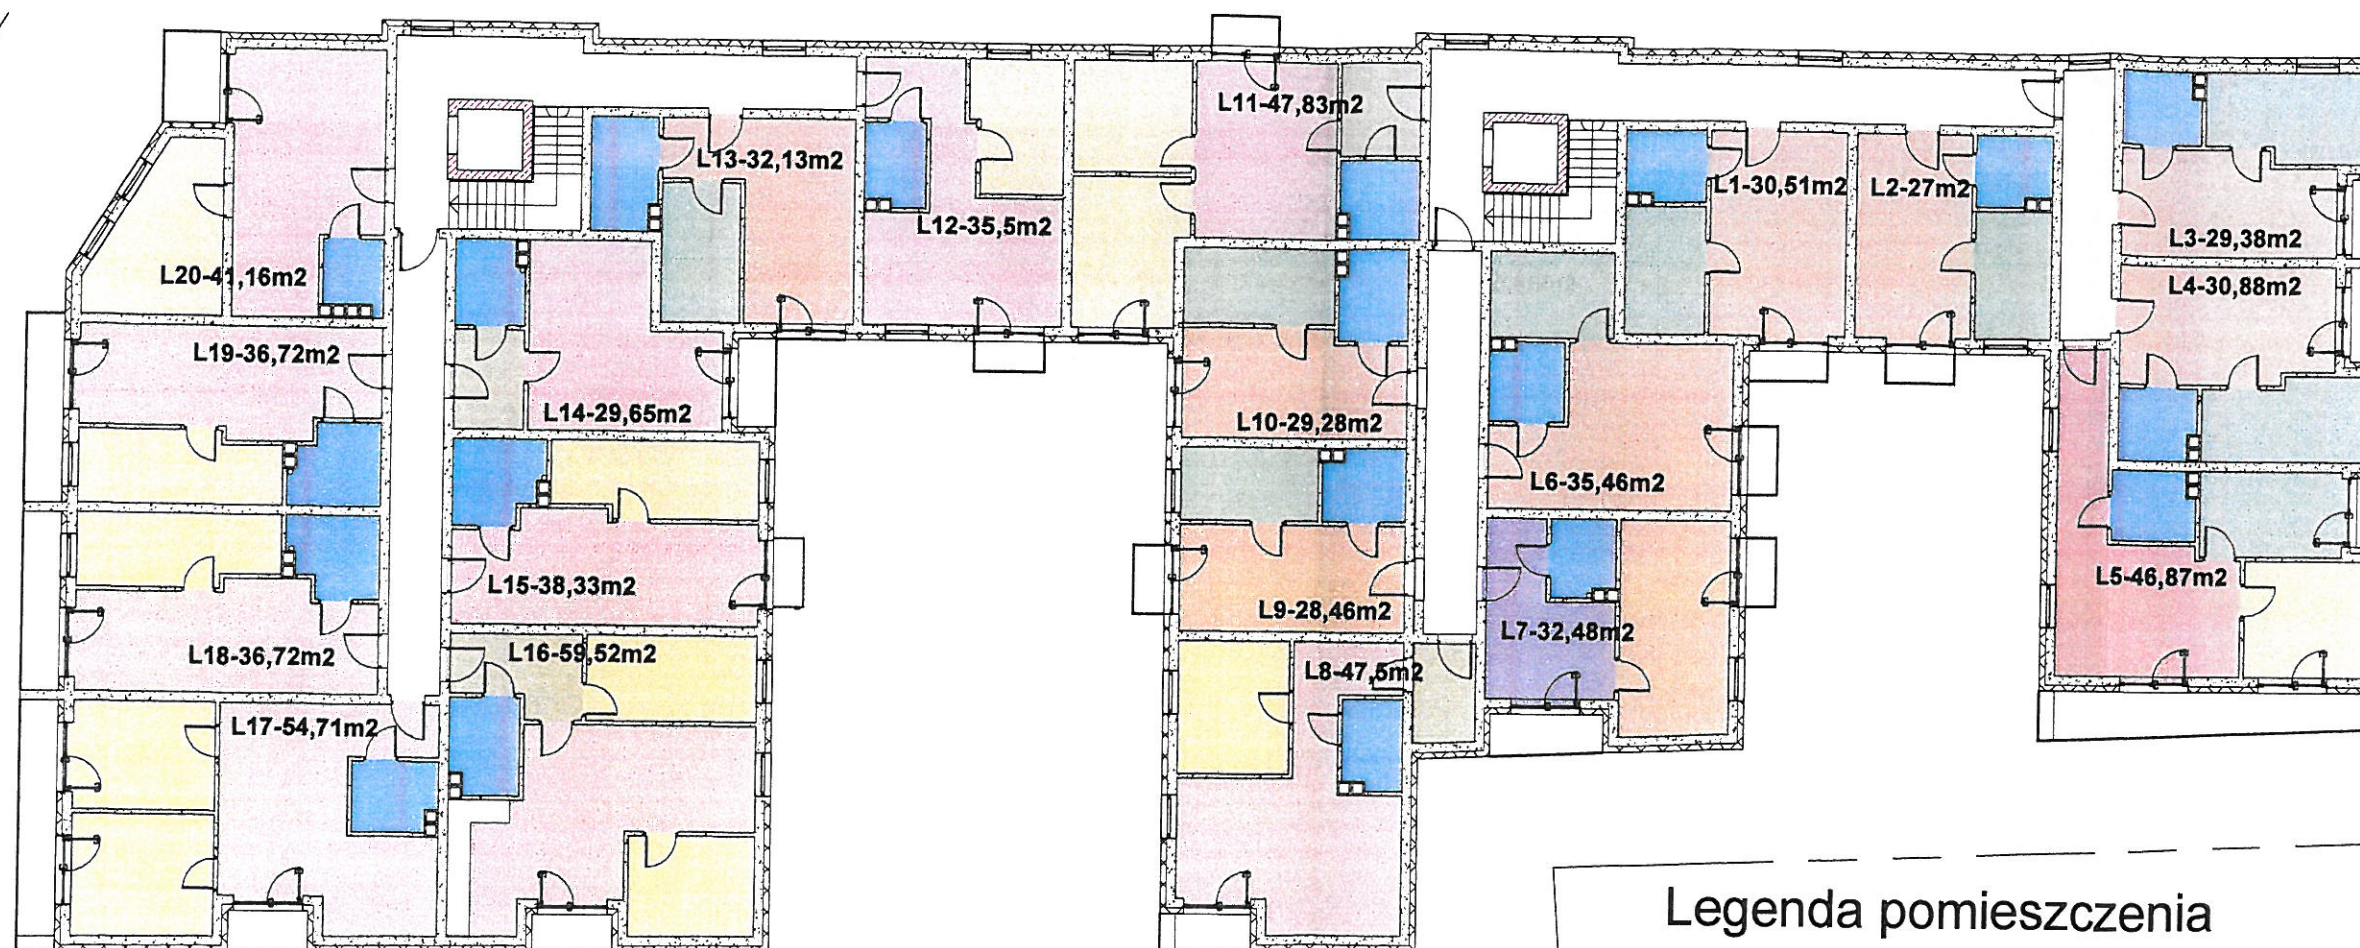 L11-47,83m2
L13-32,13m2
L12-35,5m2
L1-30,51m2
L2-27m2
L3-29,38m2
L20-41,16m2
L4-30,88m2
L19-36,72m2
L14-29,65m2
L10-29,28m2
L6-35,46m2
L15-38,33m2
L9-28,46m2
L5-46,87m2
L7-32,48m2
L18-36,72m2
L16-59,52m2
L8-47,5m2
L17-54,71m2
Legenda pomieszczenia